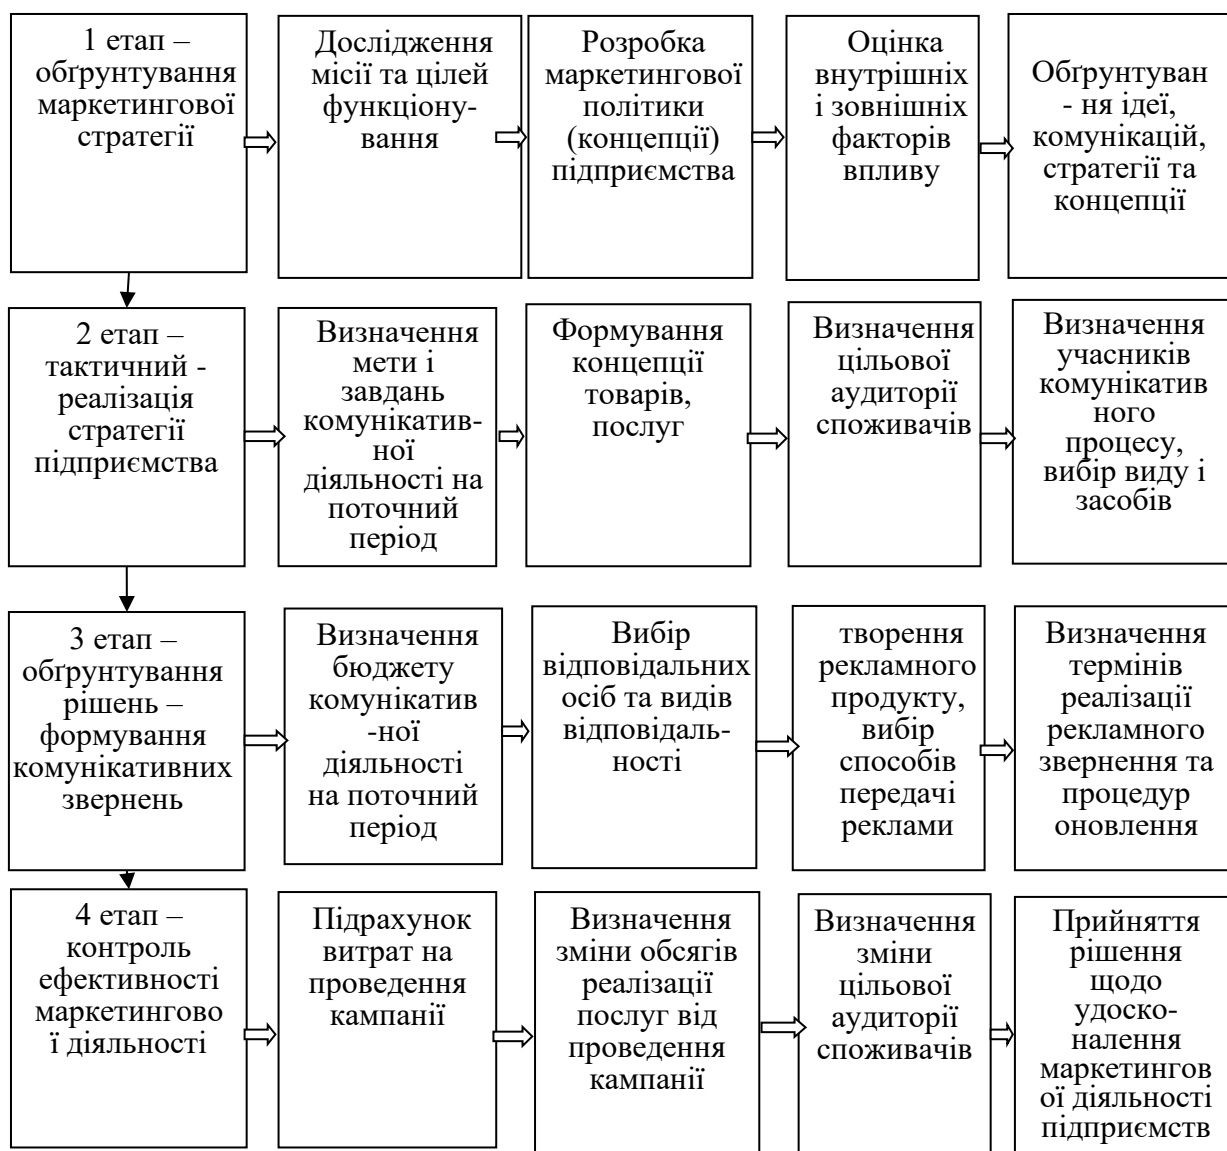 1 етап –
обґрунтування
маркетингової
стратегії
Дослідження
місії та цілей
функціону-
вання
Розробка
маркетингової
політики
(концепції)
підприємства
Оцінка
внутрішніх
і зовнішніх
факторів
впливу
Обґрунтуван
- ня ідеї,
комунікацій,
стратегії та
концепції
2 етап –
тактичний -
реалізація
стратегії
підприємства
Визначення
мети і
завдань
комунікатив-
ної
діяльності на
поточний
період
Формування
концепції
товарів,
послуг
Визначення
цільової
аудиторії
споживачів
Визначення
учасників
комунікатив
ного
процесу,
вибір виду і
засобів
3 етап –
обґрунтування
рішень –
формування
комунікативних
звернень
Визначення
бюджету
комунікатив
-ної
діяльності
на поточний
період
Вибір
відповідальних
осіб та видів
відповідаль-
ності
творення
рекламного
продукту,
вибір
способів
передачі
реклами
Визначення
термінів
реалізації
рекламного
звернення та
процедур
оновлення
4 етап –
контроль
ефективності
маркетингово
ї діяльності
Підрахунок
витрат на
проведення
кампанії
Визначення
зміни обсягів
реалізації
послуг від
проведення
кампанії
Визначення
зміни
цільової
аудиторії
споживачів
Прийняття
рішення
щодо
удоско-
налення
маркетингов
ої діяльності
підприємств